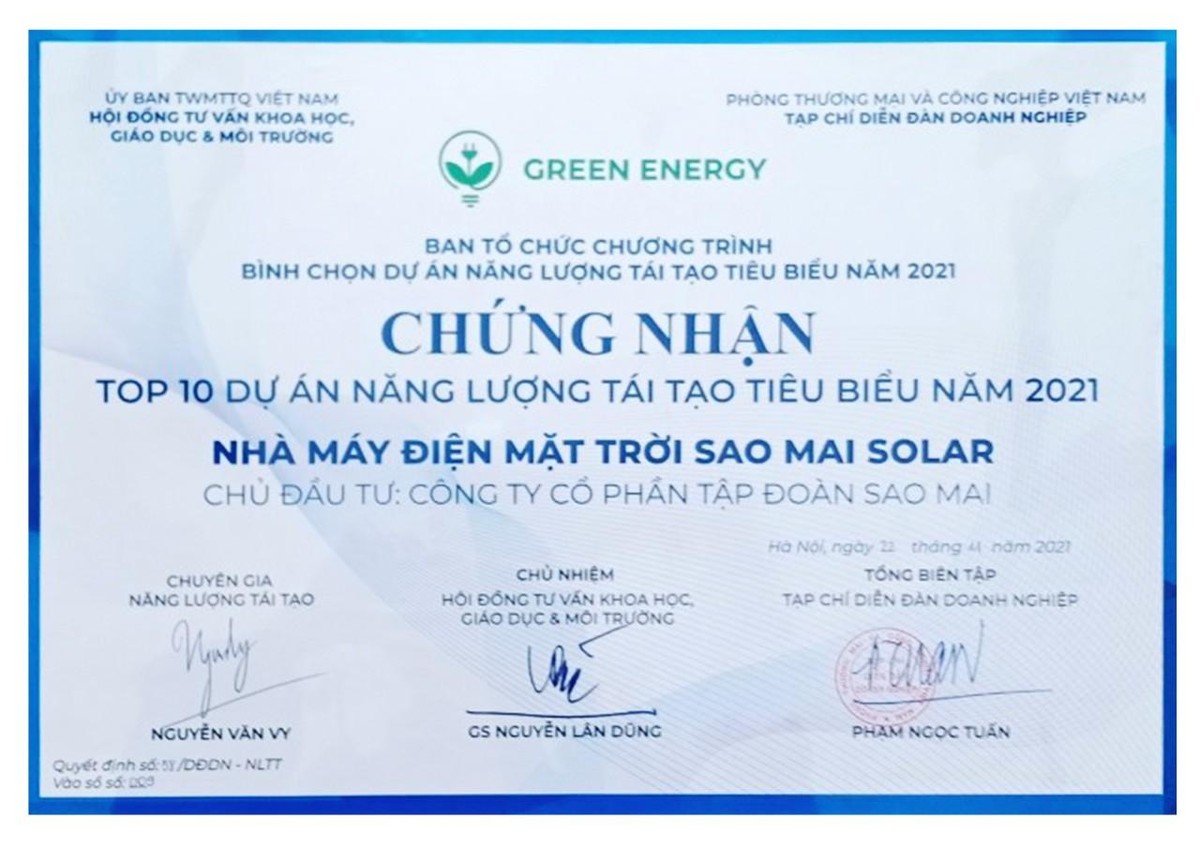 ỦY BAN TWMTTQ VIỆT NAM
HỘI ĐỒNG TƯ VẤN KHOA HỌC,
GIÁO DỤC & MÔI TRƯỜNG
PHÒNG THƯƠNG MẠI VÀ CÔNG NGHIỆP VIỆT NAM
TẠP CHÍ DIỄN ĐÀN DOANH NGHIỆP
GREEN ENERGY
BAN TỔ CHỨC CHƯƠNG TRÌNH
BÌNH CHỌN DỰ ÁN NĂNG LƯỢNG TÁI TẠO TIÊU BIỂU NĂM 2021
CHỨNG NHẬN
TOP 10 DỰ ÁN NĂNG LƯỢNG TÁI TẠO TIÊU BIỂU NĂM 2021
NHÀ MÁY ĐIỆN MẶT TRỜI SAO MAI SOLAR
CHỦ ĐẦU TƯ: CÔNG TY CỔ PHẦN TẬP ĐOÀN SAO MAI
Hà Nội, ngày 22 tháng 11 năm 2021
CHUYÊN GIA
NĂNG LƯỢNG TÁI TẠO
CHỦ NHIỆM
HỘI ĐỒNG TƯ VẤN KHOA HỌC,
GIÁO DỤC & MÔI TRƯỜNG
TỔNG BIÊN TẬP
TẠP CHÍ DIỄN ĐÀN DOANH NGHIỆP
NGUYỄN VĂN VY
GS NGUYỄN LÂN DŨNG
PHẠM NGỌC TUẤN
Quyết định số: /DĐDN - NLTT
Vào sổ số: